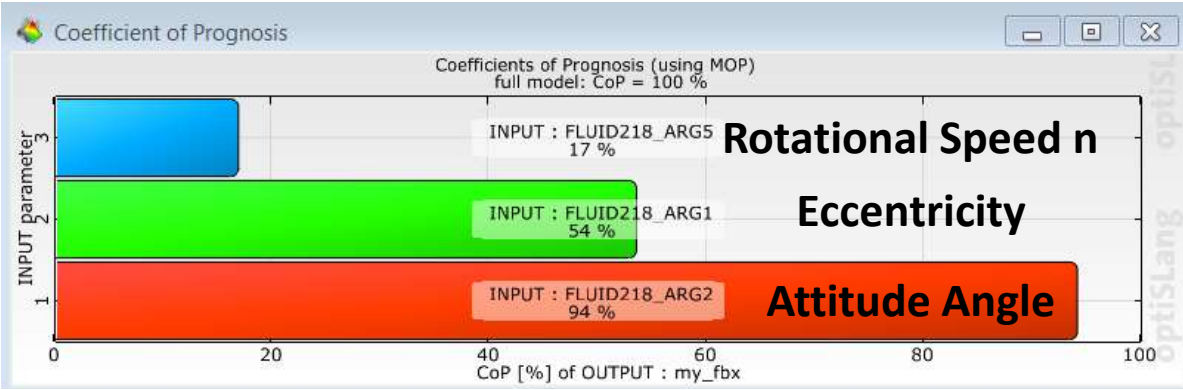 Coefficient of Prognosis
Coefficients of Prognosis (using MOP)
full model: CoP = 100 %
INPUT parameter
3
INPUT : FLUID218_ARG5
17 %
Rotational Speed n
2
INPUT : FLUID218_ARG1
54 %
Eccentricity
1
INPUT : FLUID218_ARG2
94 %
Attitude Angle
0 20 40 60 80 100
CoP [%] of OUTPUT : my_fbx
optiSLang optiSL